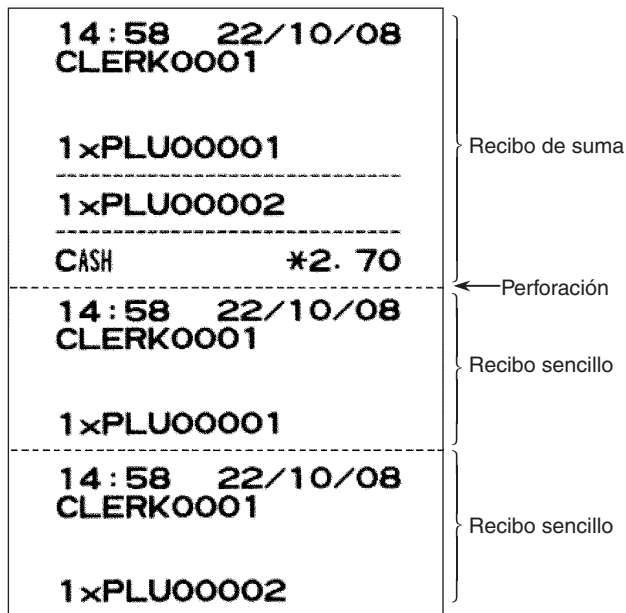 14:58 22/10/08
CLERK0001
1xPLU00001
Recibo de suma
1xPLU00002
CASH *2. 70
Perforación
14:58 22/10/08
CLERK0001
Recibo sencillo
1xPLU00001
14:58 22/10/08
CLERK0001
Recibo sencillo
1xPLU00002